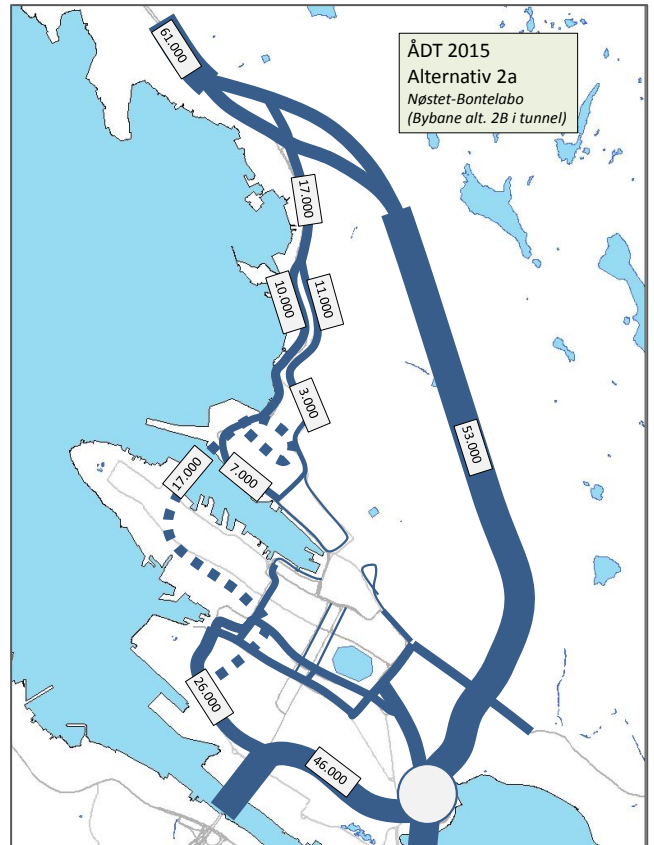 61.000
ÅDT 2015
Alternativ 2a
Nøstet-Bontelabo
(Bybane alt. 2B i tunnel)
17.000
10.000
11.000
3.000
53.000
17.000
7.000
26.000
46.000